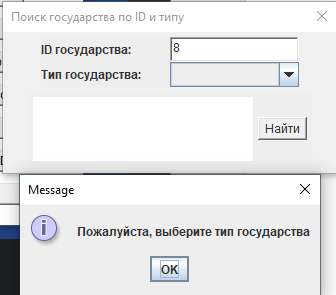 Поиск государства по ID и типу
ID государства:
8
Тип государства:
Найти
Message
Пожалуйста, выберите тип государства
OK